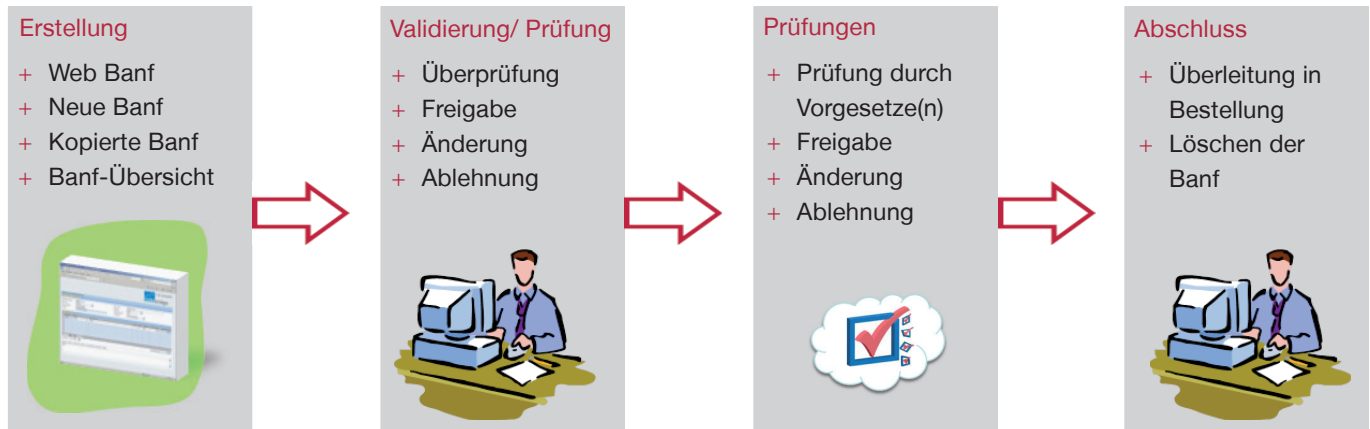 Erstellung
+ Web Banf
+ Neue Banf
+ Kopierte Banf
+ Banf-Übersicht
Validierung/ Prüfung
+ Überprüfung
+ Freigabe
+ Änderung
+ Ablehnung
Prüfungen
+ Prüfung durch
Vorgesetze(n)
+ Freigabe
+ Änderung
+ Ablehnung
Abschluss
+ Überleitung in
Bestellung
+ Löschen der
Banf